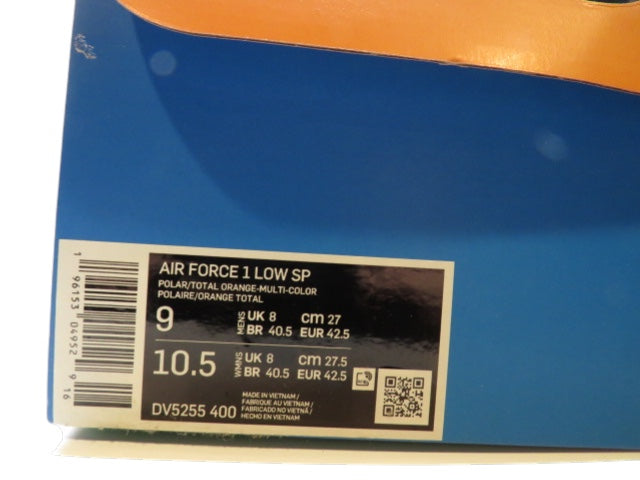 AIR FORCE 1 LOW SP
POLAR/TOTAL ORANGE-MULTI-COLOR
POLAIRE/ORANGE TOTAL
9 MENS UK 8 cm 27
BR 40.5 EUR 42.5
10.5 WMNS UK 8 cm 27.5
BR 40.5 EUR 42.5
MADE IN VIETNAM/
FABRIQUE AU VIETNAM/
FABRICADO NO VIETNÃ/
HECHO EN VIETNAM
DV5255 400
1 96153 04952 9 16